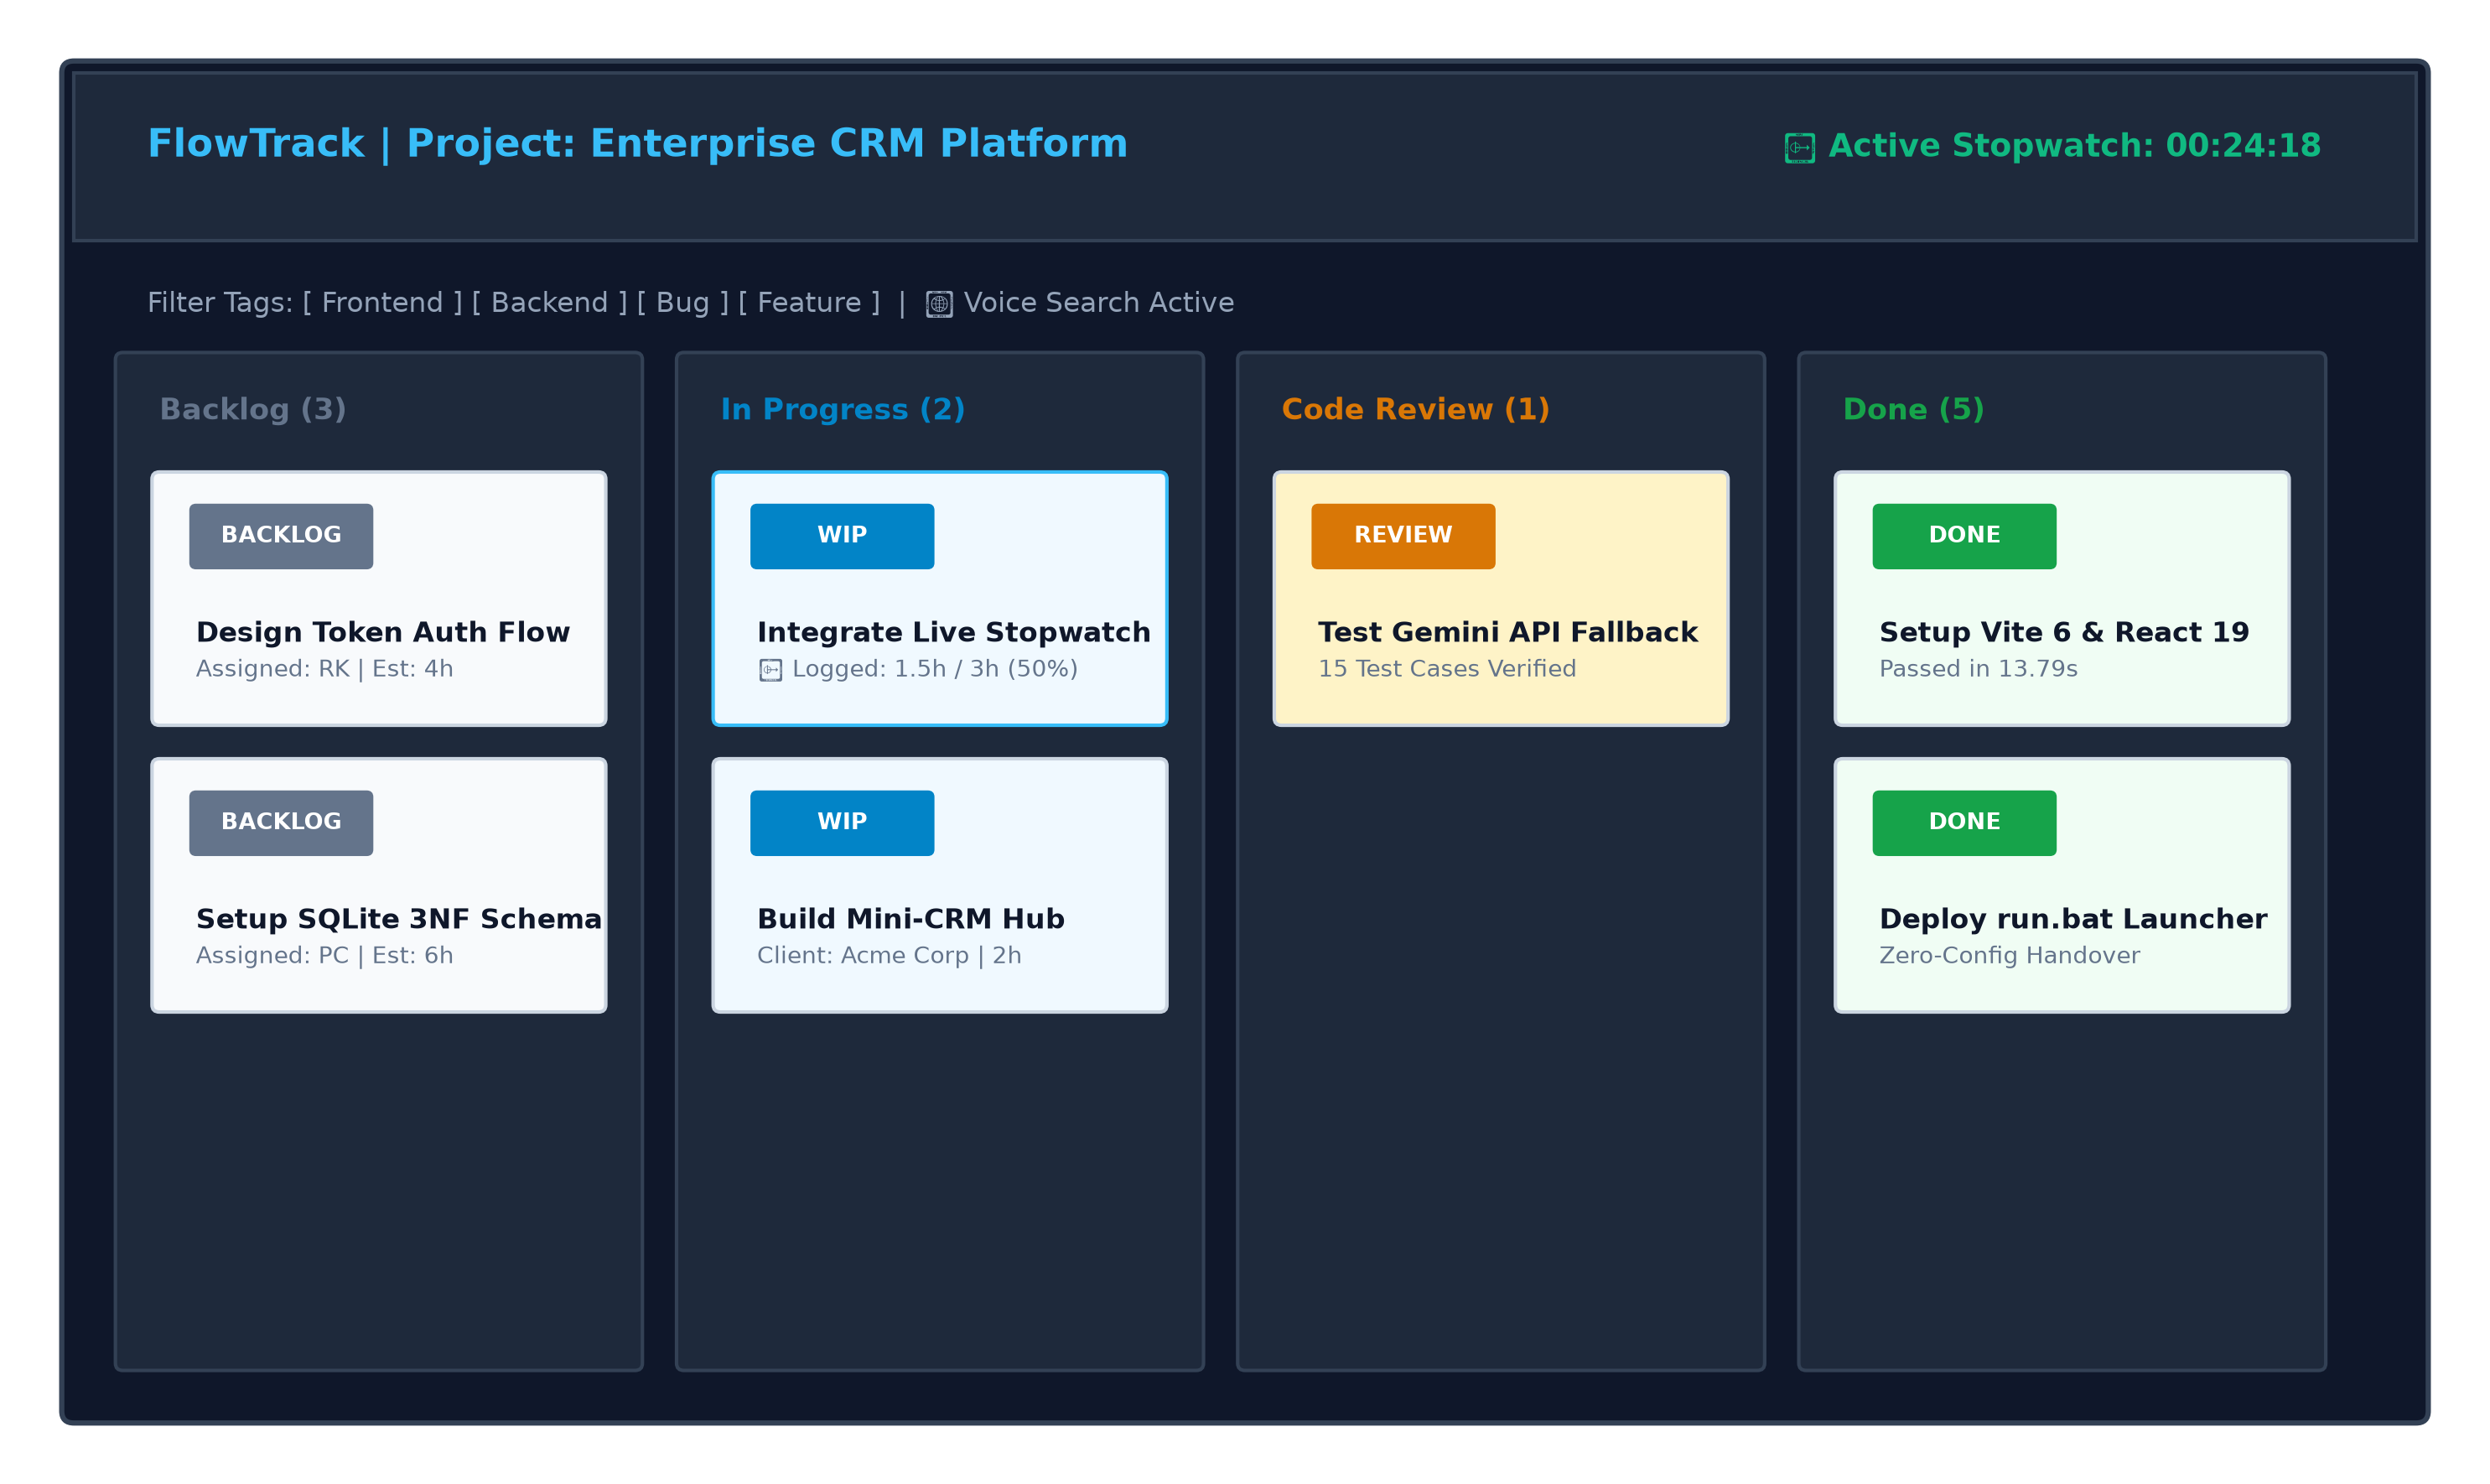 FlowTrack | Project: Enterprise CRM Platform
Active Stopwatch: 00:24:18
Filter Tags: [ Frontend ] [ Backend ] [ Bug ] [ Feature ] | Voice Search Active
Backlog (3)
BACKLOG
Design Token Auth Flow
Assigned: RK | Est: 4h
BACKLOG
Setup SQLite 3NF Schema
Assigned: PC | Est: 6h
In Progress (2)
WIP
Integrate Live Stopwatch
Logged: 1.5h / 3h (50%)
WIP
Build Mini-CRM Hub
Client: Acme Corp | 2h
Code Review (1)
REVIEW
Test Gemini API Fallback
15 Test Cases Verified
Done (5)
DONE
Setup Vite 6 & React 19
Passed in 13.79s
DONE
Deploy run.bat Launcher
Zero-Config Handover